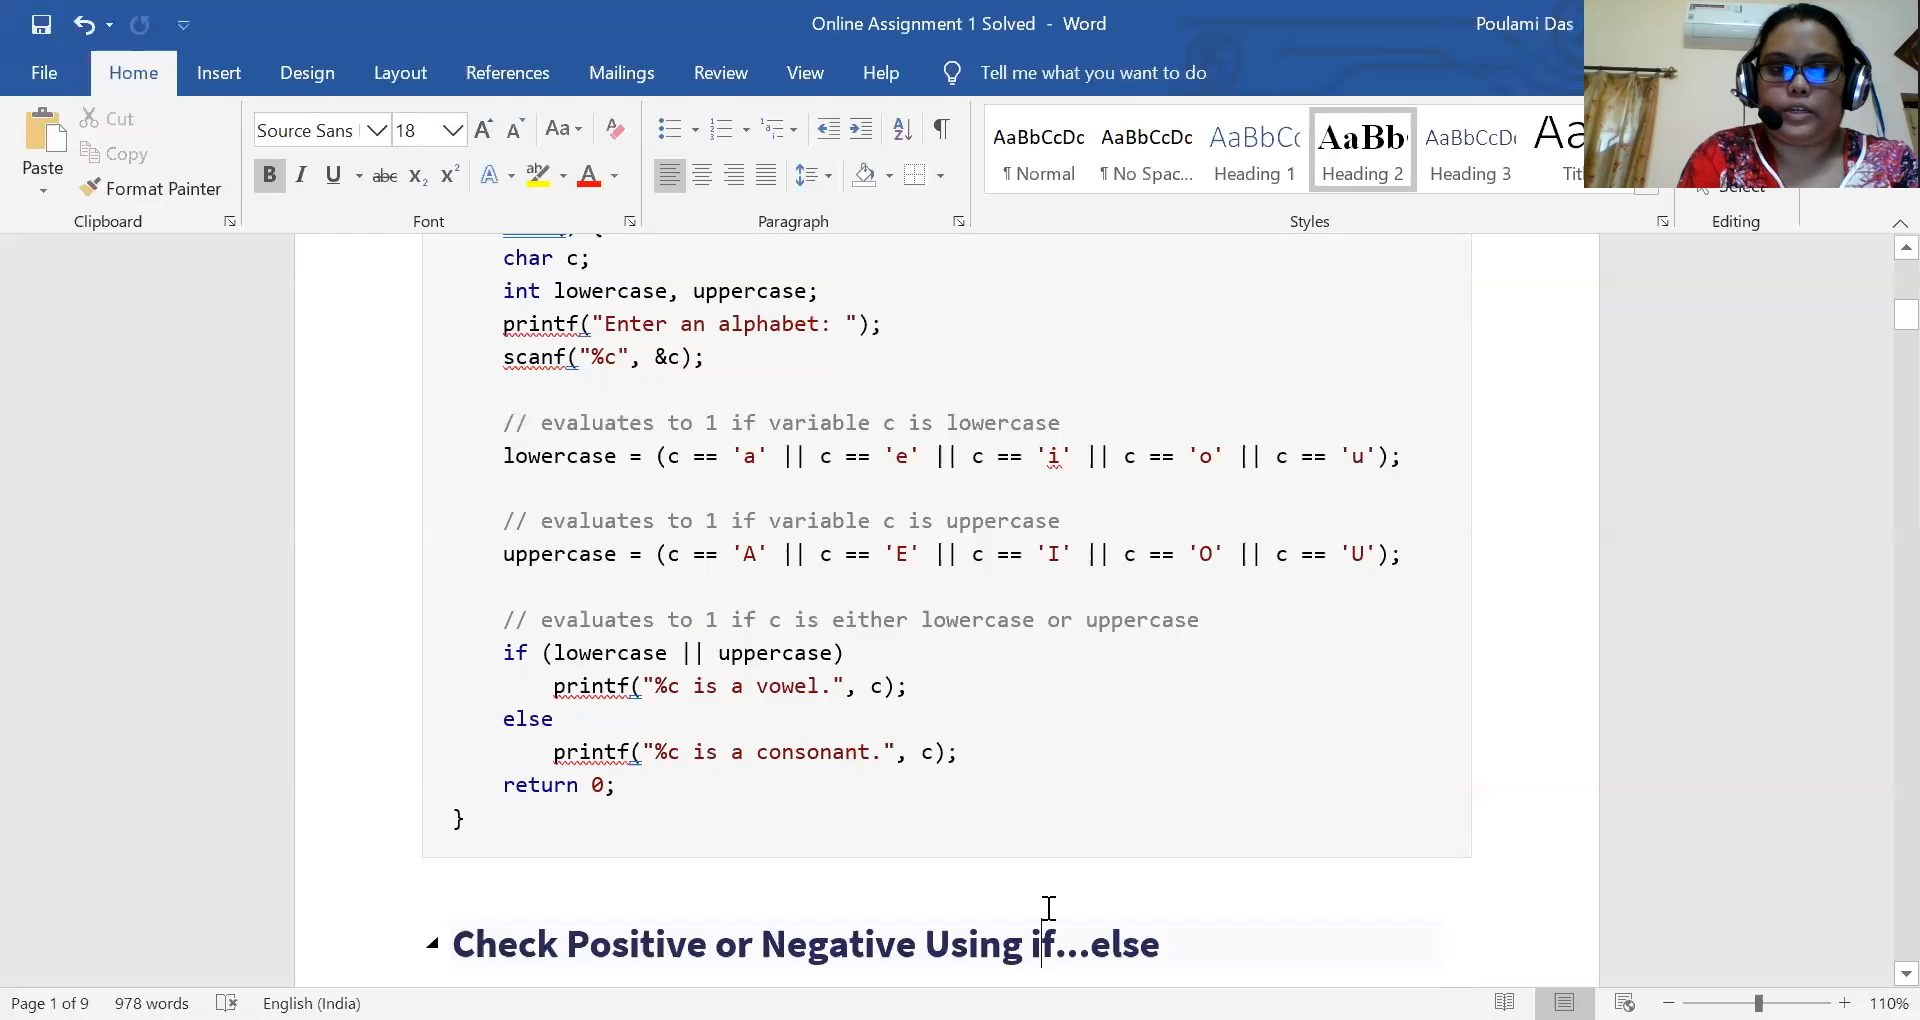 Online Assignment 1 Solved - Word
Poulami Das
File Home Insert Design Layout References Mailings Review View Help Tell me what you want to do
Paste
Cut
Copy
Format Painter
Clipboard
Source Sans
18
Font
Paragraph
AaBbCcDc
¶ Normal
AaBbCcDc
¶ No Spac...
AaBbCc
Heading 1
AaBb
Heading 2
AaBbCcDc
Heading 3
Styles
Editing
char c;
int lowercase, uppercase;
printf("Enter an alphabet: ");
scanf("%c", &c);
// evaluates to 1 if variable c is lowercase
lowercase = (c == 'a' || c == 'e' || c == 'i' || c == 'o' || c == 'u');
// evaluates to 1 if variable c is uppercase
uppercase = (c == 'A' || c == 'E' || c == 'I' || c == 'O' || c == 'U');
// evaluates to 1 if c is either lowercase or uppercase
if (lowercase || uppercase)
printf("%c is a vowel.", c);
else
printf("%c is a consonant.", c);
return 0;
}
Check Positive or Negative Using if...else
Page 1 of 9 978 words English (India) 110%